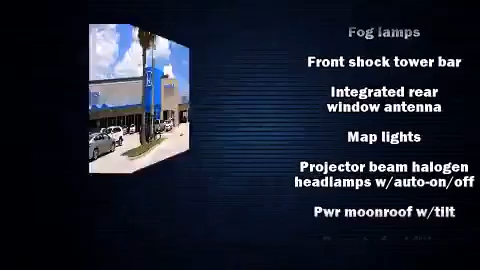 Fog lamps
Front shock tower bar
Integrated rear
window antenna
Map lights
Projector beam halogen
headlamps w/auto-on/off
Pwr moonroof w/tilt